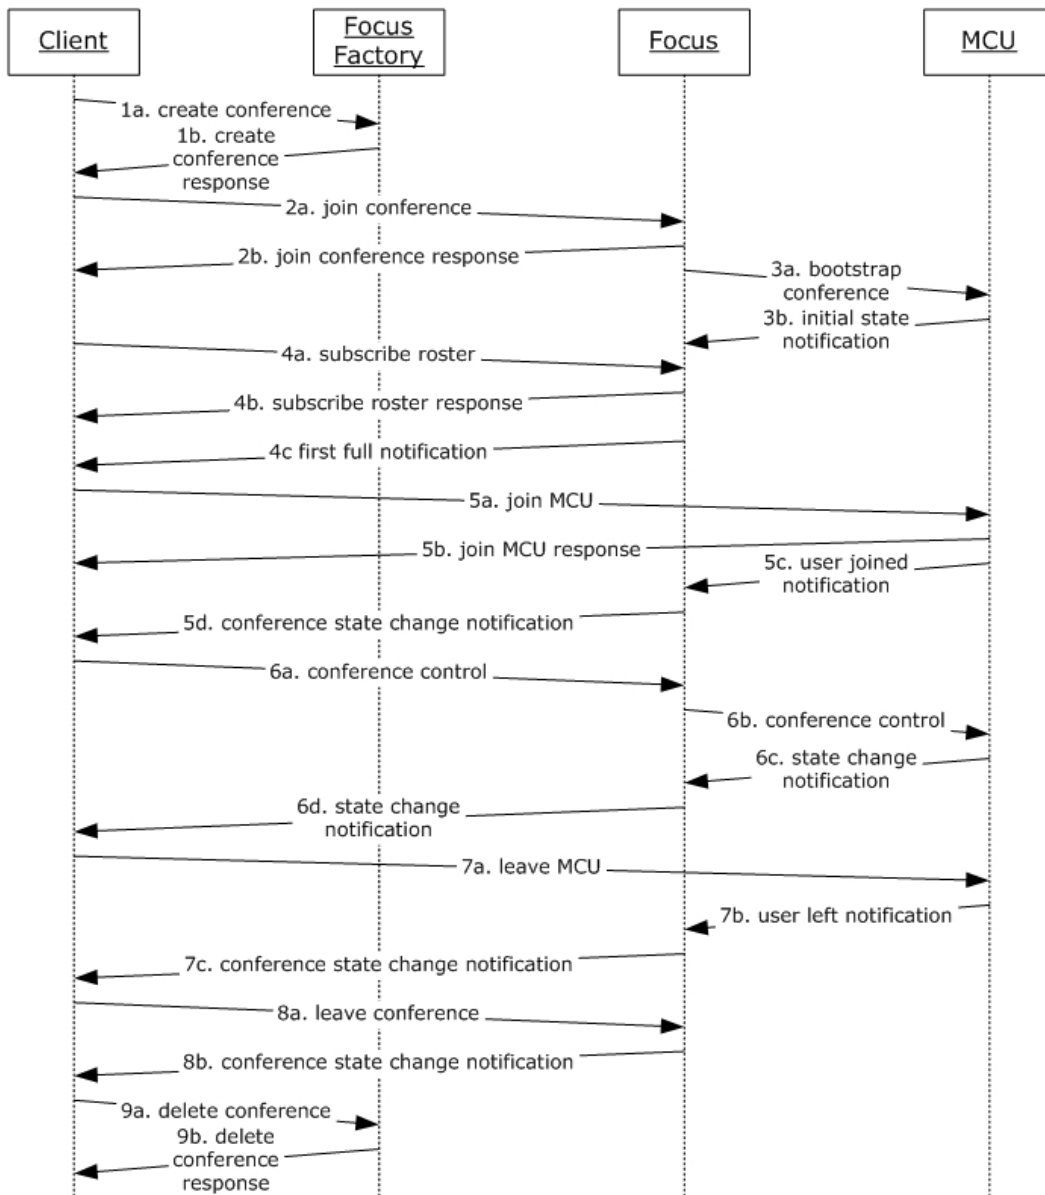 Client
Focus
Factory
Focus
MCU
1a. create conference
1b. create
conference
response
2a. join conference
2b. join conference response
3a. bootstrap
conference
3b. initial state
notification
4a. subscribe roster
4b. subscribe roster response
4c first full notification
5a. join MCU
5b. join MCU response
5c. user joined
notification
5d. conference state change notification
6a. conference control
6b. conference control
6c. state change
notification
6d. state change
notification
7a. leave MCU
7b. user left notification
7c. conference state change notification
8a. leave conference
8b. conference state change notification
9a. delete conference
9b. delete
conference
response